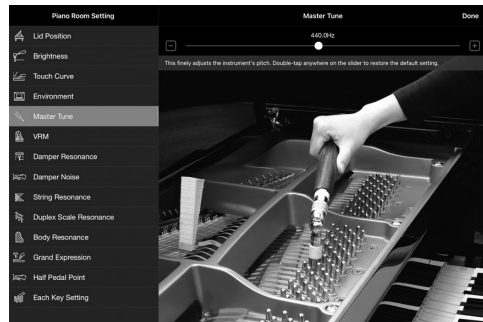 Piano Room Setting
Master Tune
Done
Lid Position
Brightness
Touch Curve
Environment
Master Tune
VRM
Damper Resonance
Damper Noise
String Resonance
Duplex Scale Resonance
Body Resonance
Grand Expression
Half Pedal Point
Each Key Setting
440.0Hz
This finely adjusts the instrument's pitch. Double-tap anywhere on the slider to restore the default setting.